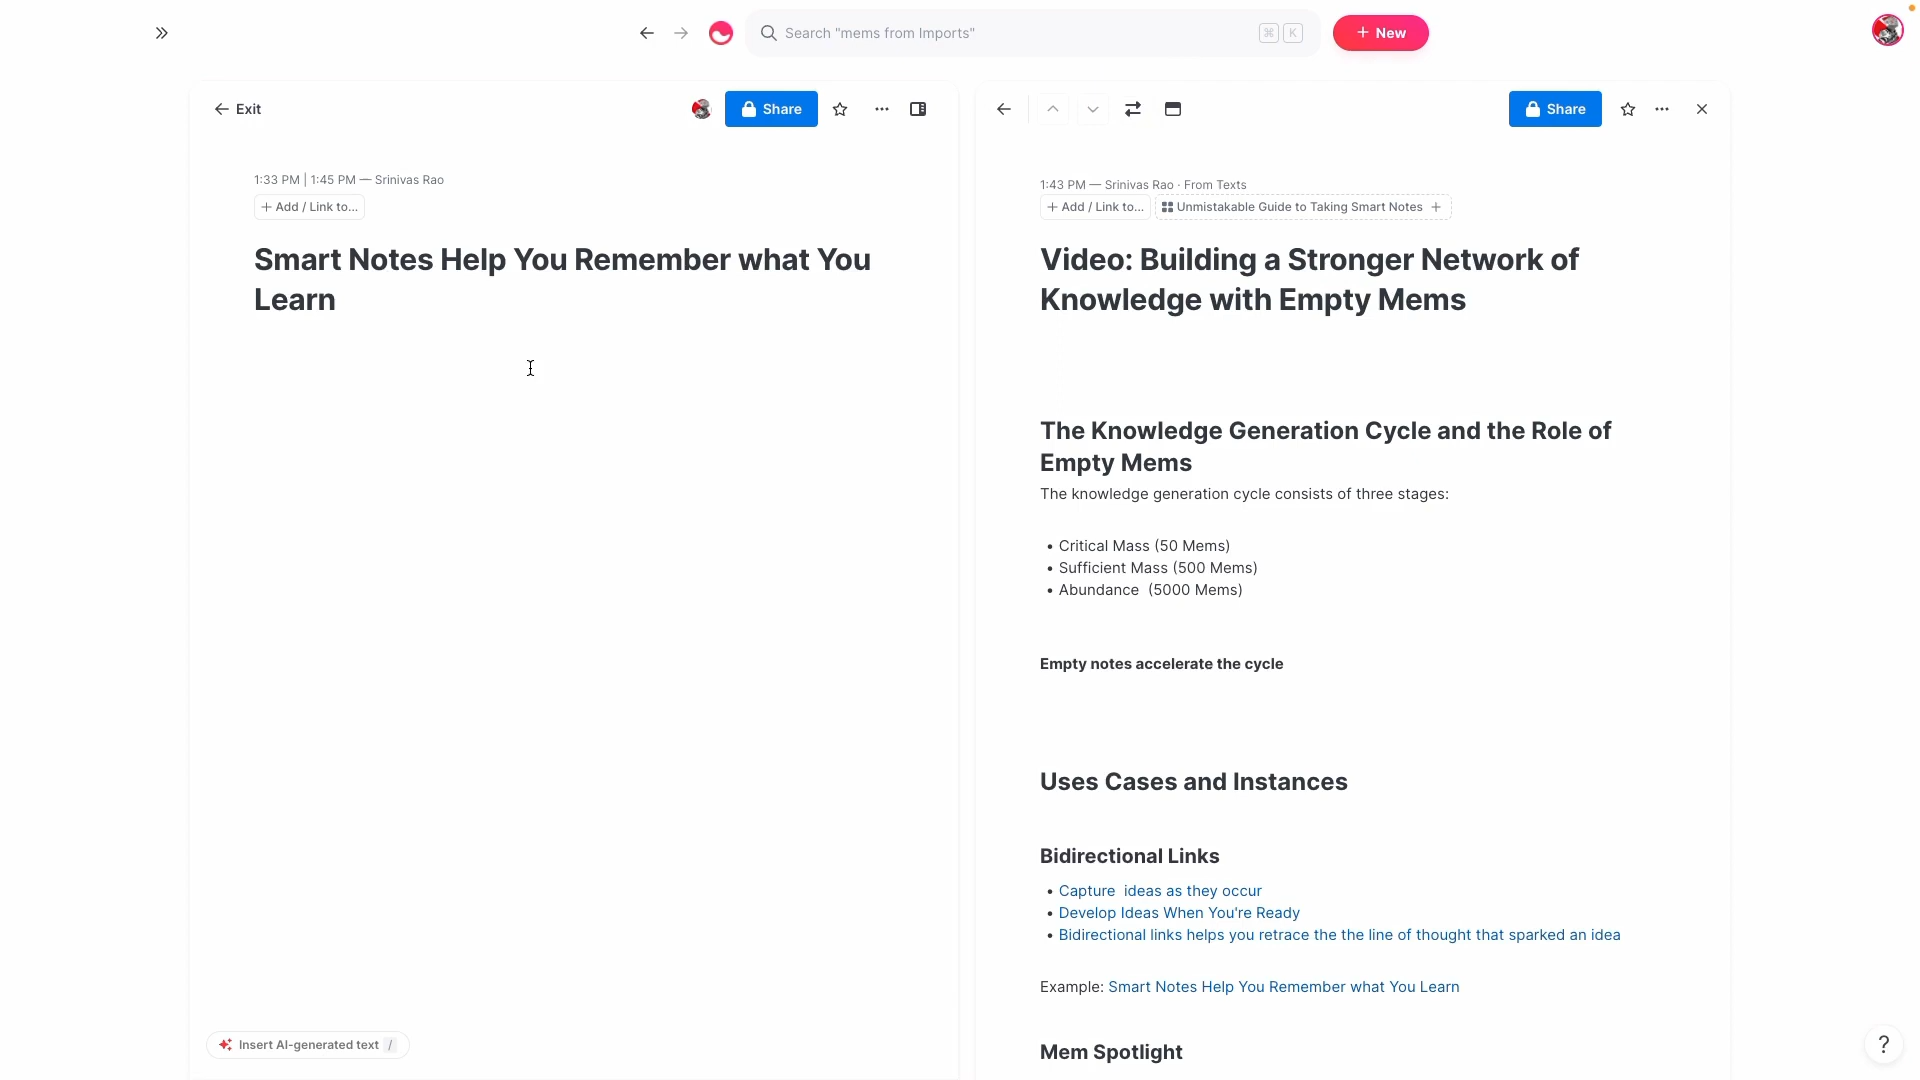 Search "mems from Imports"
⌘ K
+ New
Exit
Share
1:33 PM | 1:45 PM — Srinivas Rao
+ Add / Link to...
Smart Notes Help You Remember what You
Learn
Insert AI-generated text /
Share
1:43 PM — Srinivas Rao · From Texts
+ Add / Link to...
Unmistakable Guide to Taking Smart Notes +
Video: Building a Stronger Network of
Knowledge with Empty Mems
The Knowledge Generation Cycle and the Role of
Empty Mems
The knowledge generation cycle consists of three stages:
• Critical Mass (50 Mems)
• Sufficient Mass (500 Mems)
• Abundance  (5000 Mems)
Empty notes accelerate the cycle
Uses Cases and Instances
Bidirectional Links
• Capture  ideas as they occur
• Develop Ideas When You're Ready
• Bidirectional links helps you retrace the the line of thought that sparked an idea
Example: Smart Notes Help You Remember what You Learn
Mem Spotlight
?